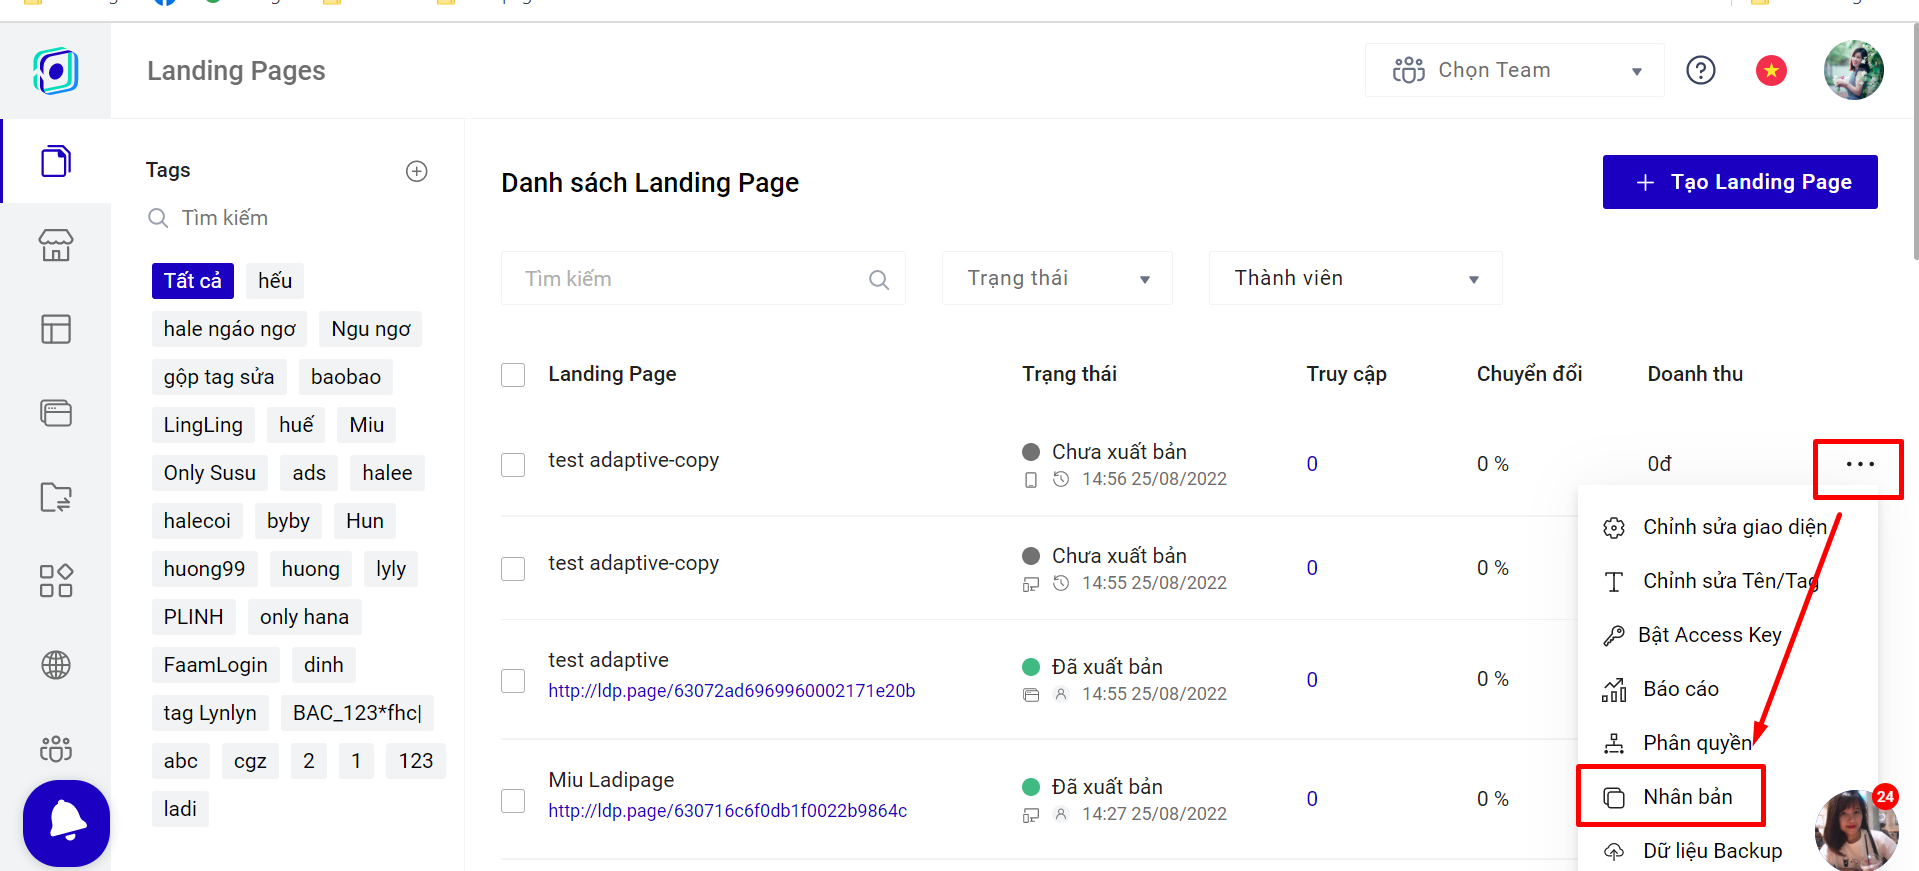 Landing Pages
Chọn Team
Tags
Tìm kiếm
Tất cả
hếu
hale ngáo ngơ
Ngu ngơ
gộp tag sửa
baobao
LingLing
huế
Miu
Only Susu
ads
halee
halecoi
byby
Hun
huong99
huong
lyly
PLINH
only hana
FaamLogin
dinh
tag Lynlyn
BAC_123*fhc|
abc
cgz
2
1
123
ladi
Danh sách Landing Page
+ Tạo Landing Page
Tìm kiếm
Trạng thái
Thành viên
Landing Page
Trạng thái
Truy cập
Chuyển đổi
Doanh thu
test adaptive-copy
Chưa xuất bản
14:56 25/08/2022
0
0 %
0đ
test adaptive-copy
Chưa xuất bản
14:55 25/08/2022
0
0 %
test adaptive
http://ldp.page/63072ad6969960002171e20b
Đã xuất bản
14:55 25/08/2022
0
0 %
Miu Ladipage
http://ldp.page/630716c6f0db1f0022b9864c
Đã xuất bản
14:27 25/08/2022
0
0 %
Chỉnh sửa giao diện
Chỉnh sửa Tên/Tag
Bật Access Key
Báo cáo
Phân quyền
Nhân bản
Dữ liệu Backup
24